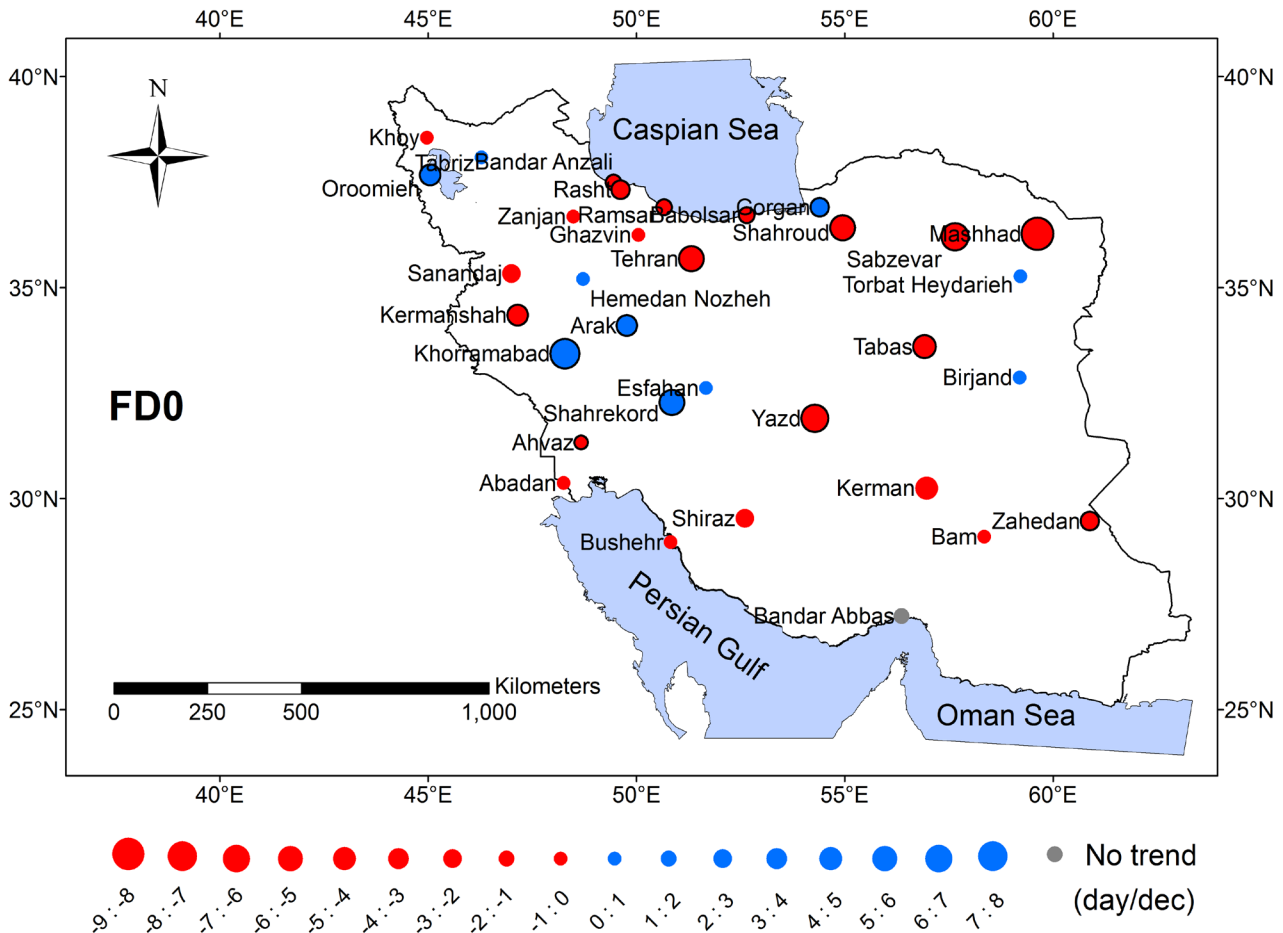 40°E 45°E 50°E 55°E 60°E
40°N 40°N
N
Caspian Sea
Khoy
Tabriz Bandar Anzali
Oroomieh Rasht
Zanjan Ramsar Babolsar Gorgan
Ghazvin Shahroud Mashhad
Tehran Sabzevar
Sanandaj Torbat Heydarieh
35°N 35°N
Hemedan Nozheh
Kermanshah Arak
Khorramabad Tabas
Esfahan Birjand
FD0
Shahrekord Yazd
Ahvaz
Abadan Kerman
30°N 30°N
Shiraz Zahedan
Bushehr Bam
Persian Gulf
Bandar Abbas
Kilometers
0 250 500 1,000
25°N 25°N
Oman Sea
40°E 45°E 50°E 55°E 60°E
No trend
(day/dec)
-9 : -8 -8 : -7 -7 : -6 -6 : -5 -5 : -4 -4 : -3 -3 : -2 -2 : -1 -1 : 0 0 : 1 1 : 2 2 : 3 3 : 4 4 : 5 5 : 6 6 : 7 7 : 8